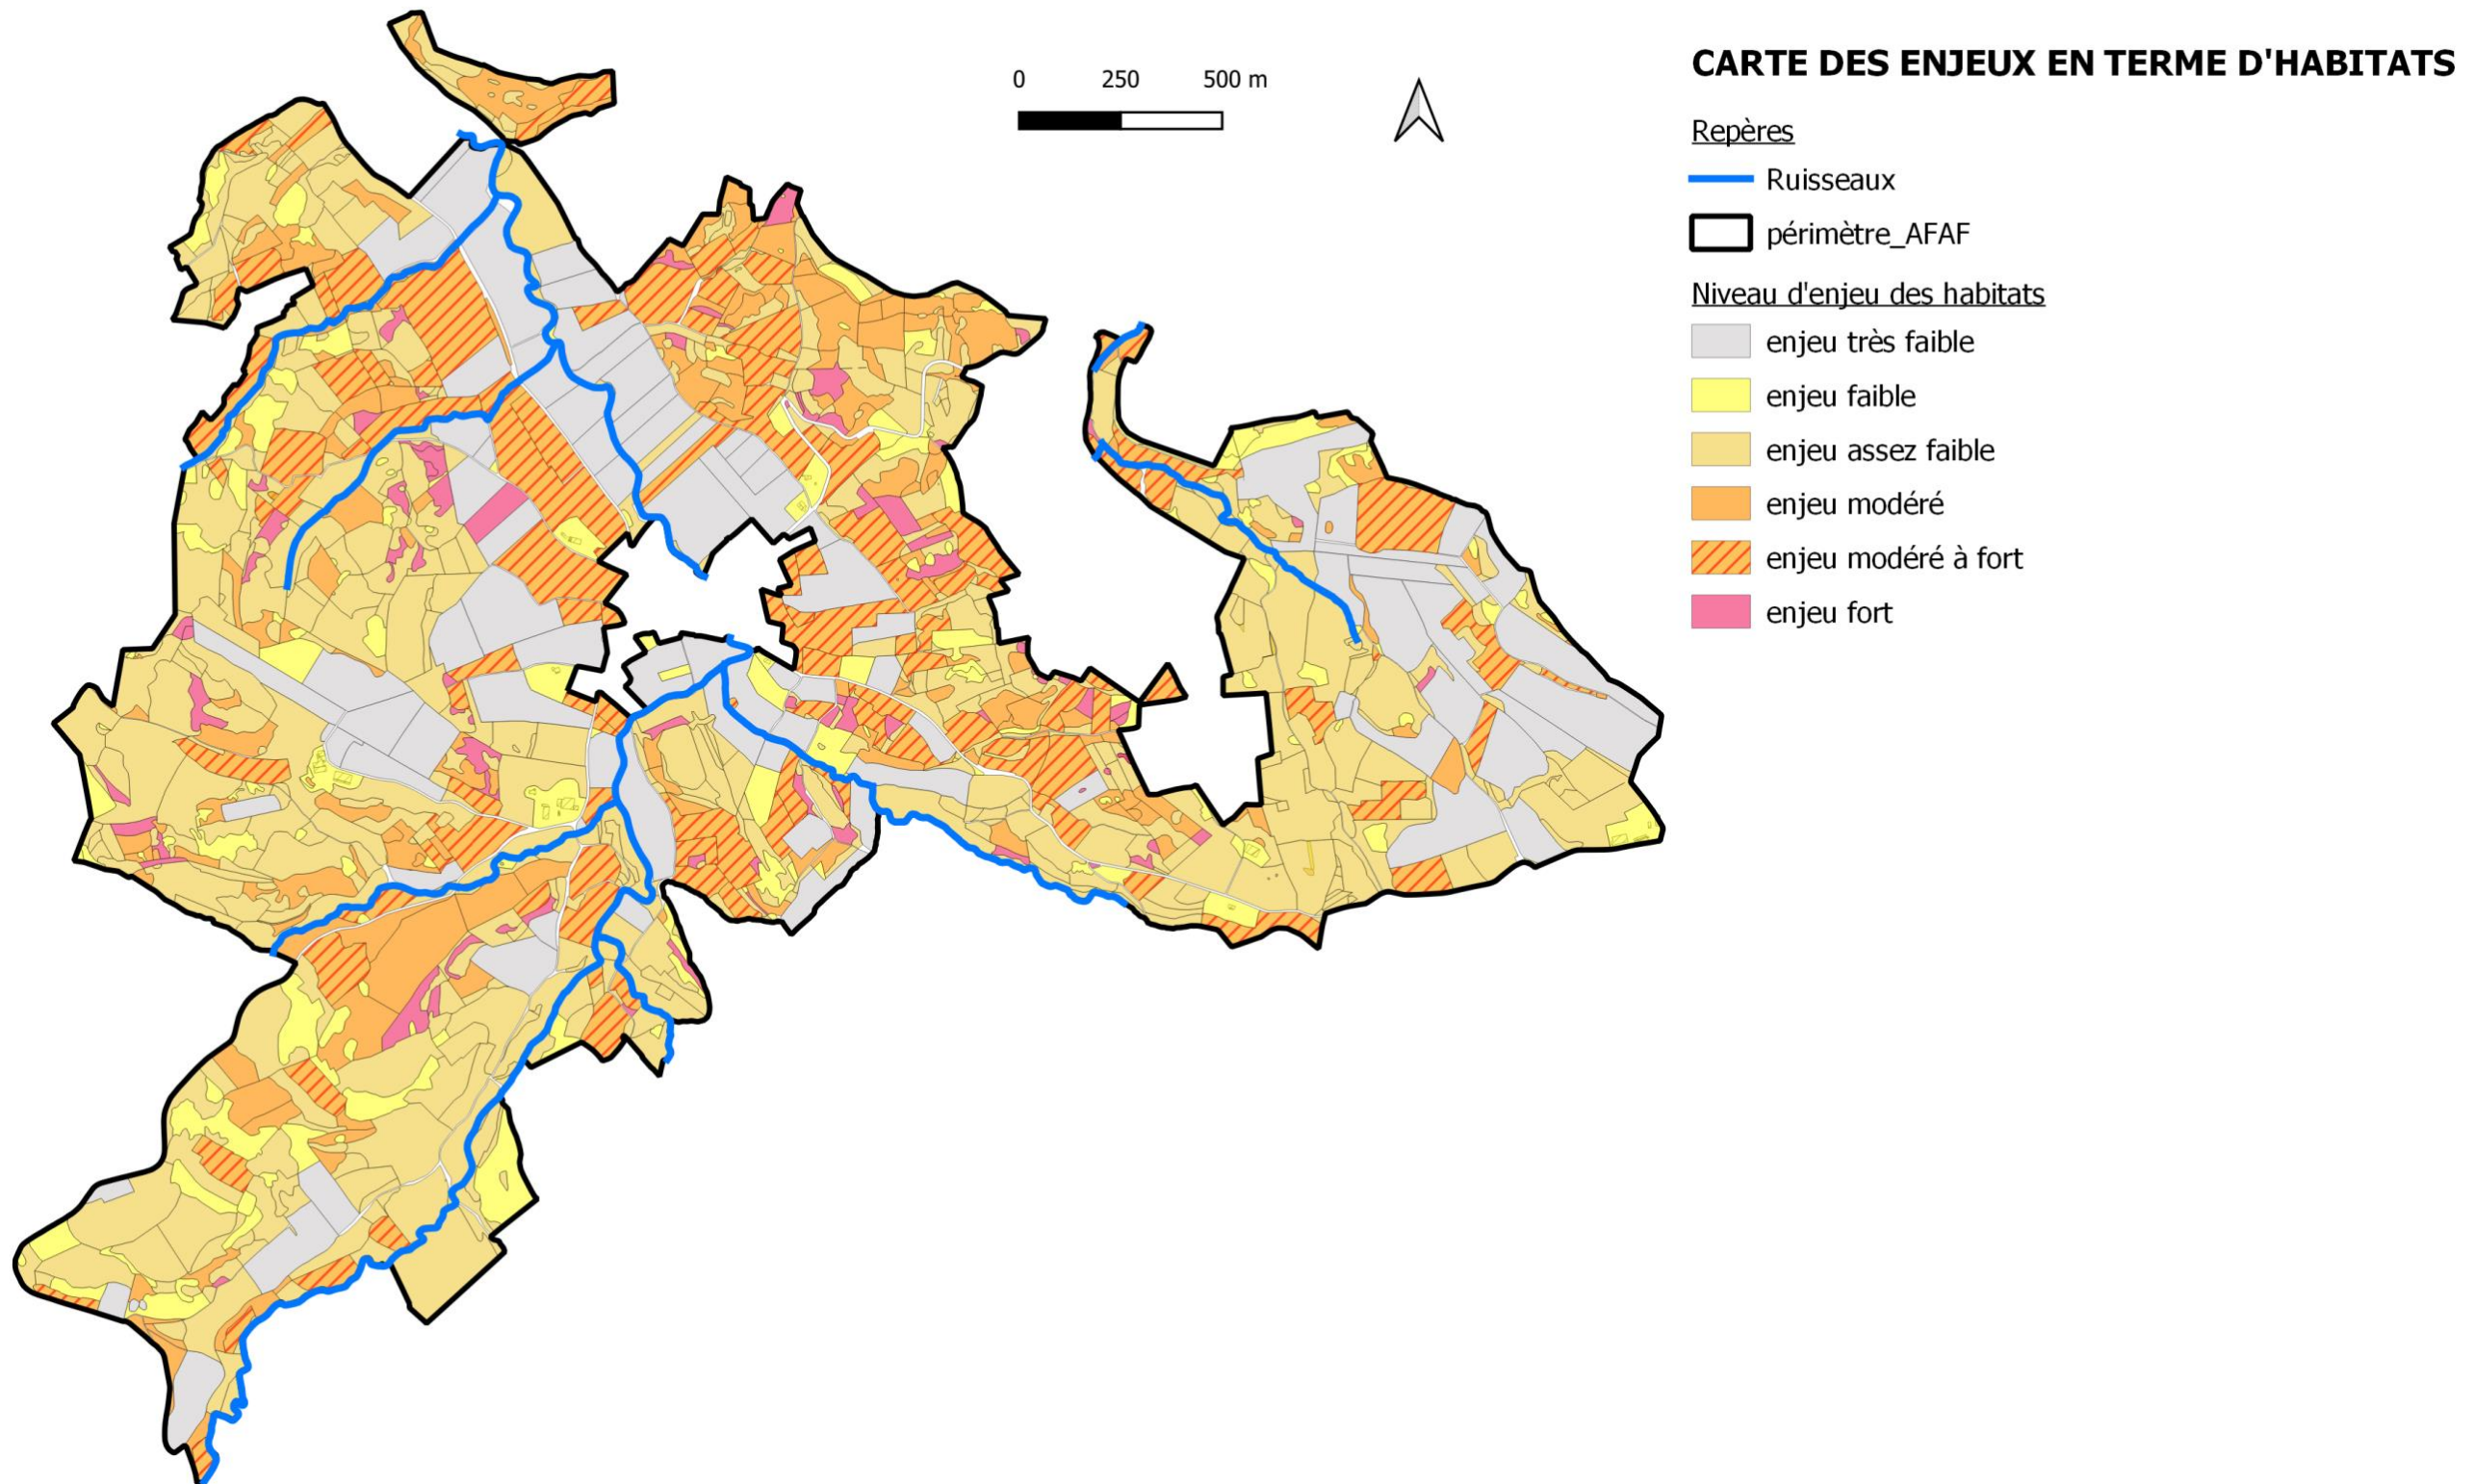 0 250 500 m
CARTE DES ENJEUX EN TERME D'HABITATS
Repères
Ruisseaux
périmètre_AFAF
Niveau d'enjeu des habitats
enjeu très faible
enjeu faible
enjeu assez faible
enjeu modéré
enjeu modéré à fort
enjeu fort